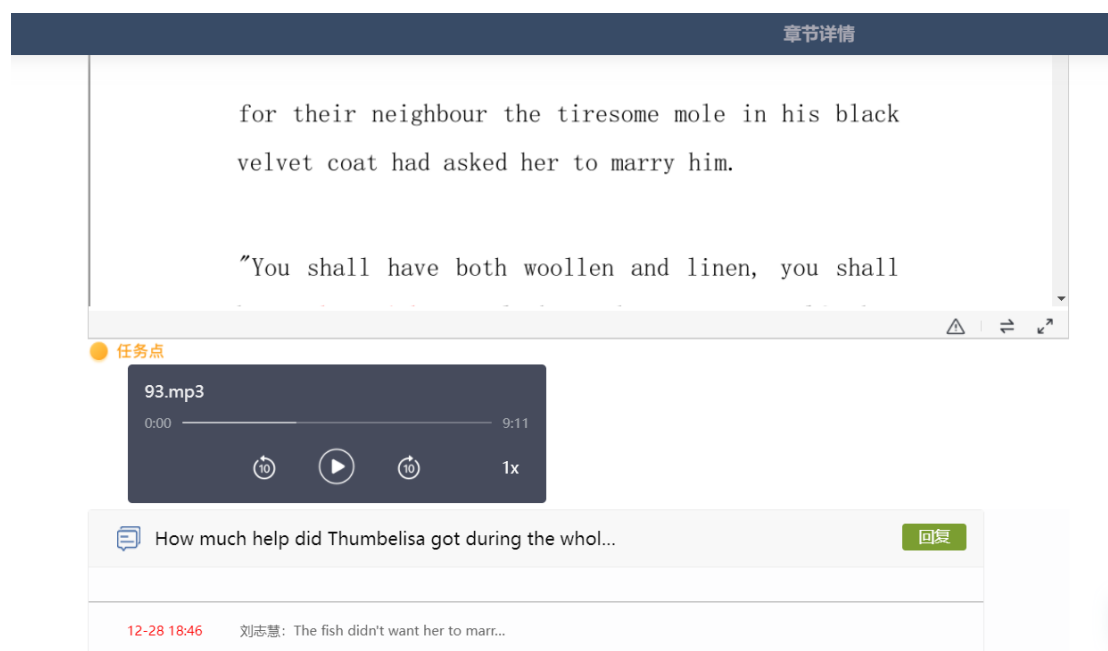 章节详情
for their neighbour the tiresome mole in his black
velvet coat had asked her to marry him.
"You shall have both woollen and linen, you shall
任务点
93.mp3
0:00 9:11
10 10 1x
How much help did Thumbelisa got during the whol... 回复
12-28 18:46 刘志慧: The fish didn't want her to marr...